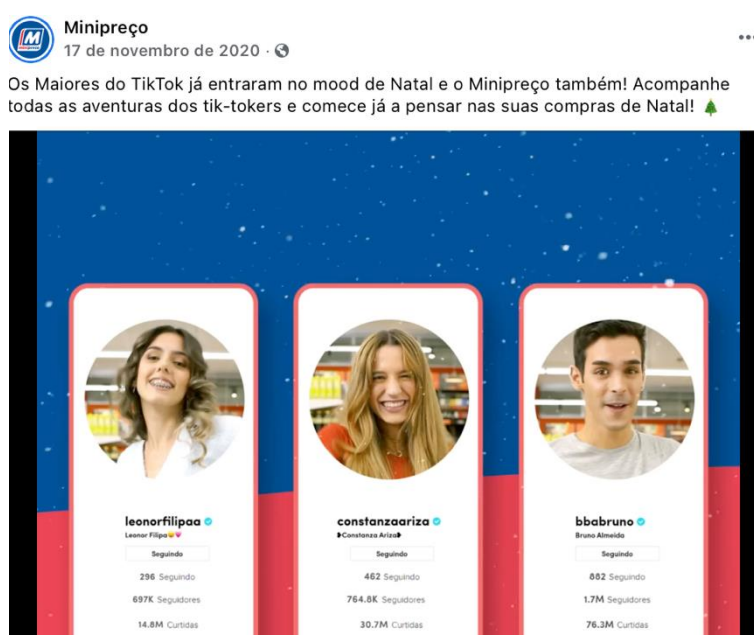 Minipreço
17 de novembro de 2020 ·
Os Maiores do TikTok já entraram no mood de Natal e o Minipreço também! Acompanhe
todas as aventuras dos tik-tokers e comece já a pensar nas suas compras de Natal! 🎄
leonorfilipaa
Leonor Filipa😝💗
Seguindo
296 Seguindo
697K Seguidores
14.8M Curtidas
constanzaariza
Constanza Ariza
Seguindo
462 Seguindo
764.8K Seguidores
30.7M Curtidas
bbabruno
Bruno Almeida
Seguindo
882 Seguindo
1.7M Seguidores
76.3M Curtidas